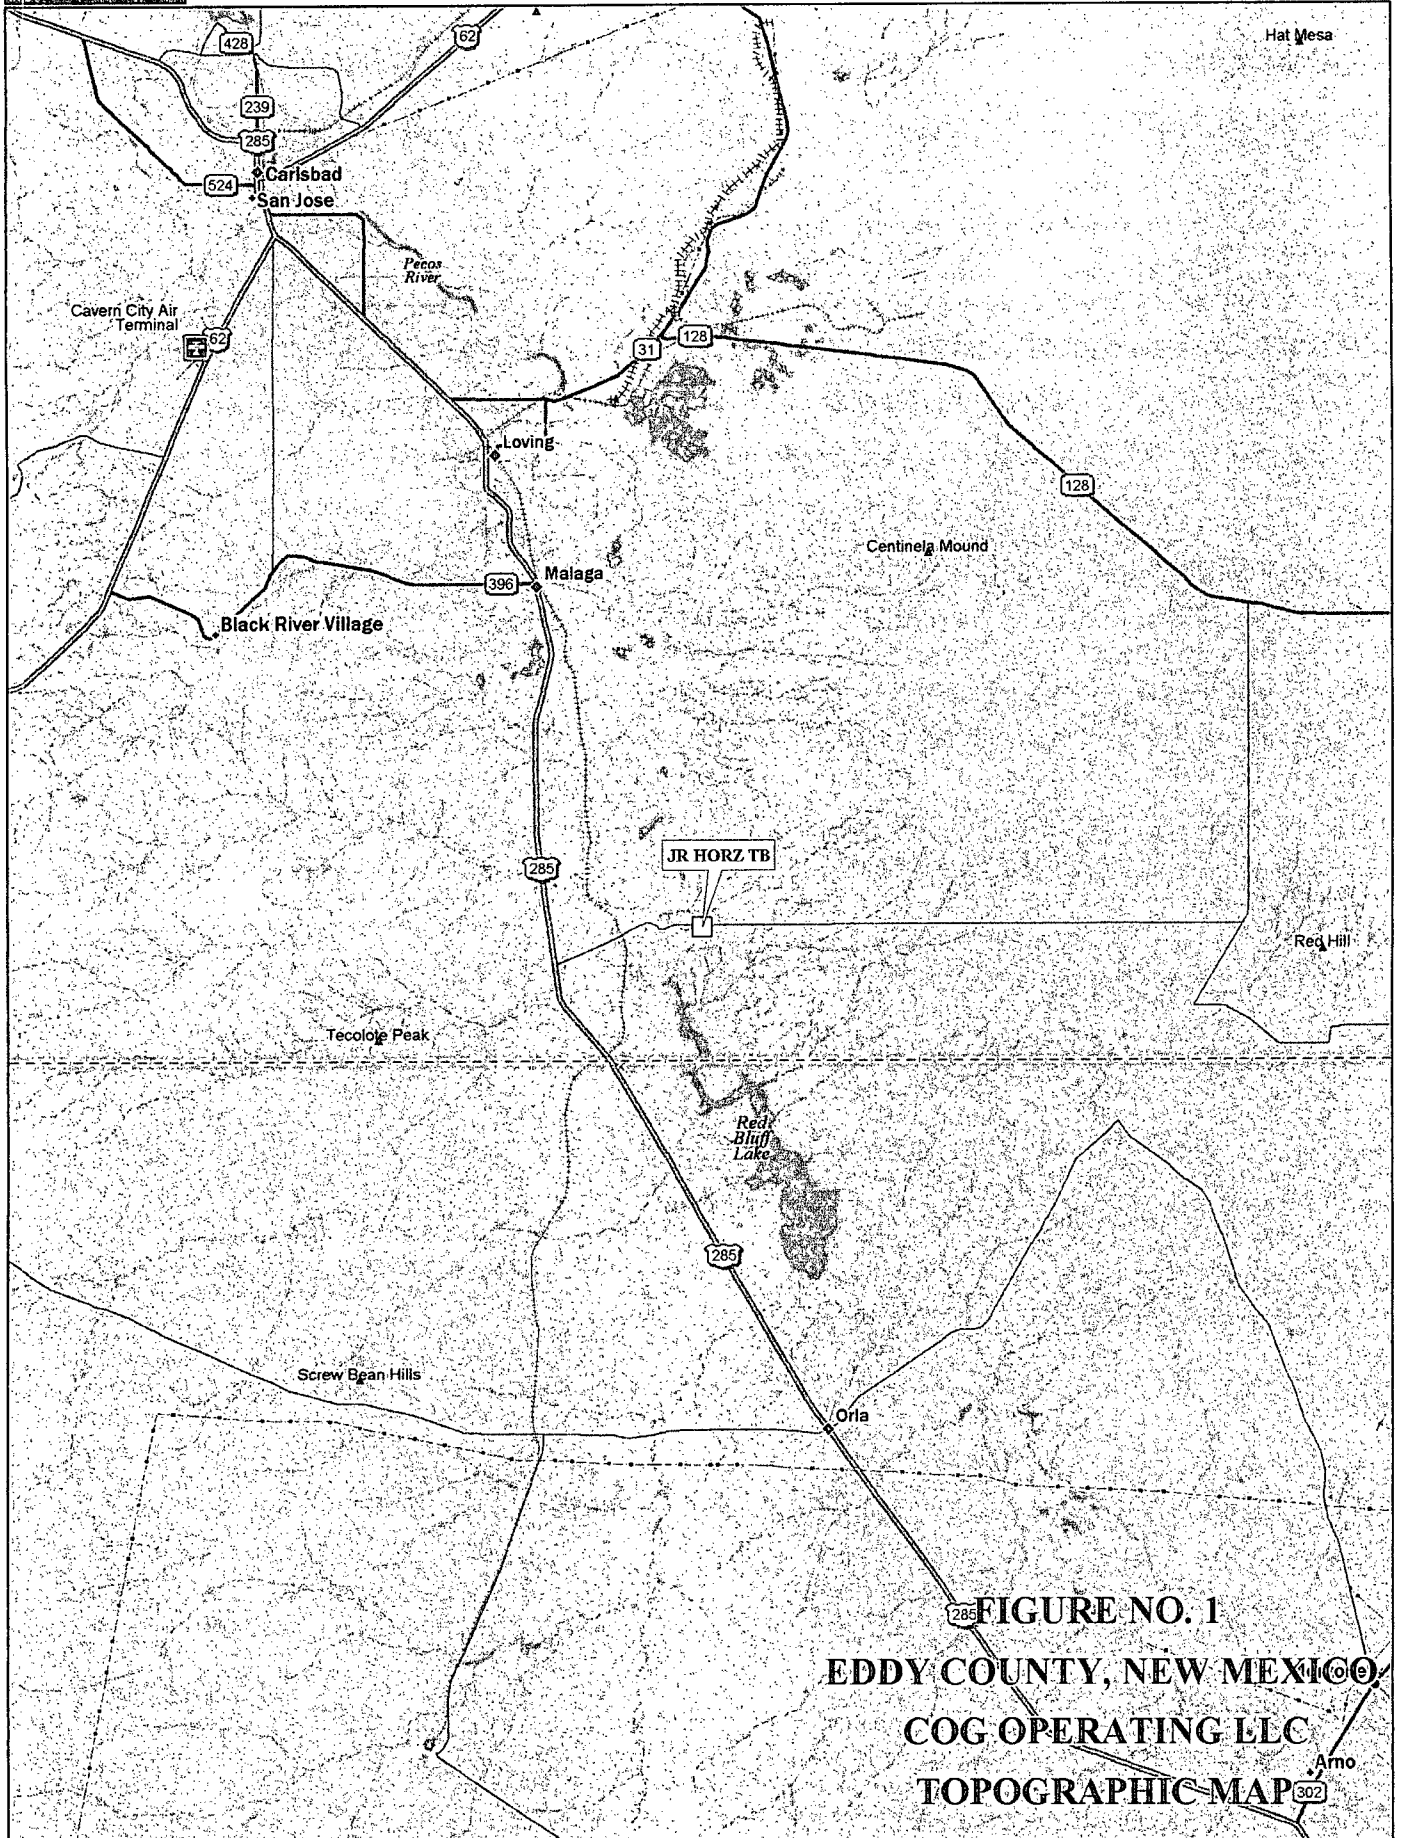 Hat Mesa
428
62
239
285
Carlsbad
524
San Jose
Pecos
River
Cavern City Air
Terminal
62
31
128
Loving
128
Centinela Mound
Malaga
396
Black River Village
285
JR HORZ TB
Red Hill
Tecolote Peak
Red
Bluff
Lake
285
Screw Bean Hills
Orla
285
FIGURE NO. 1
EDDY COUNTY, NEW MEXICO
COG OPERATING LLC
Arno
TOPOGRAPHIC MAP
302